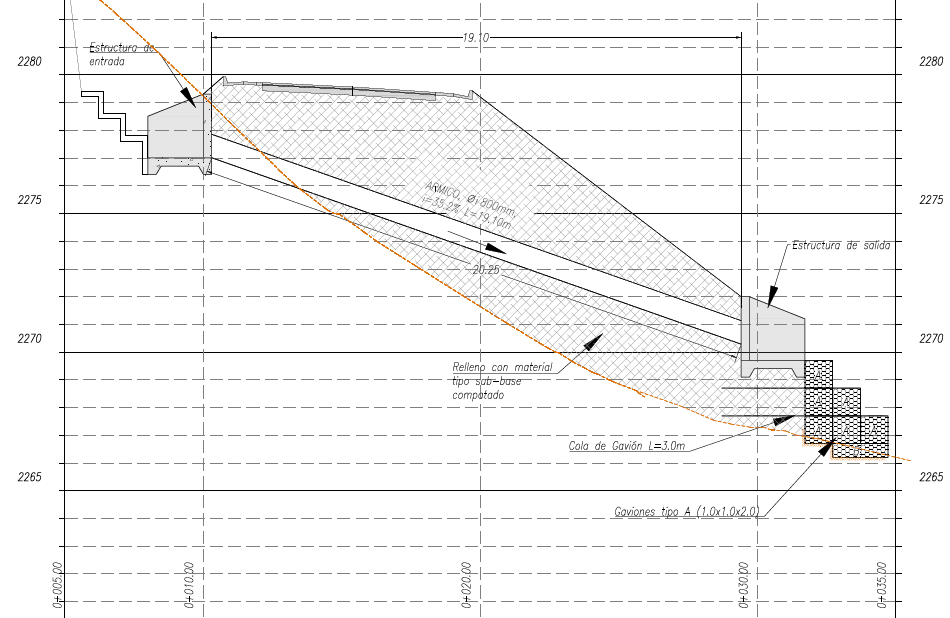 19.10
Estructura de
entrada
2280
2280
2275
2275
ARMICO, Ø=800mm,
i=35.2% L=19.10m
Estructura de salida
20.25
2270
2270
Relleno con material
tipo sub-base
compatado
Cola de Gavión L=3.0m
2265
2265
Gaviones tipo A (1.0x1.0x2.0)
0+005.00
0+010.00
0+020.00
0+030.00
0+035.00